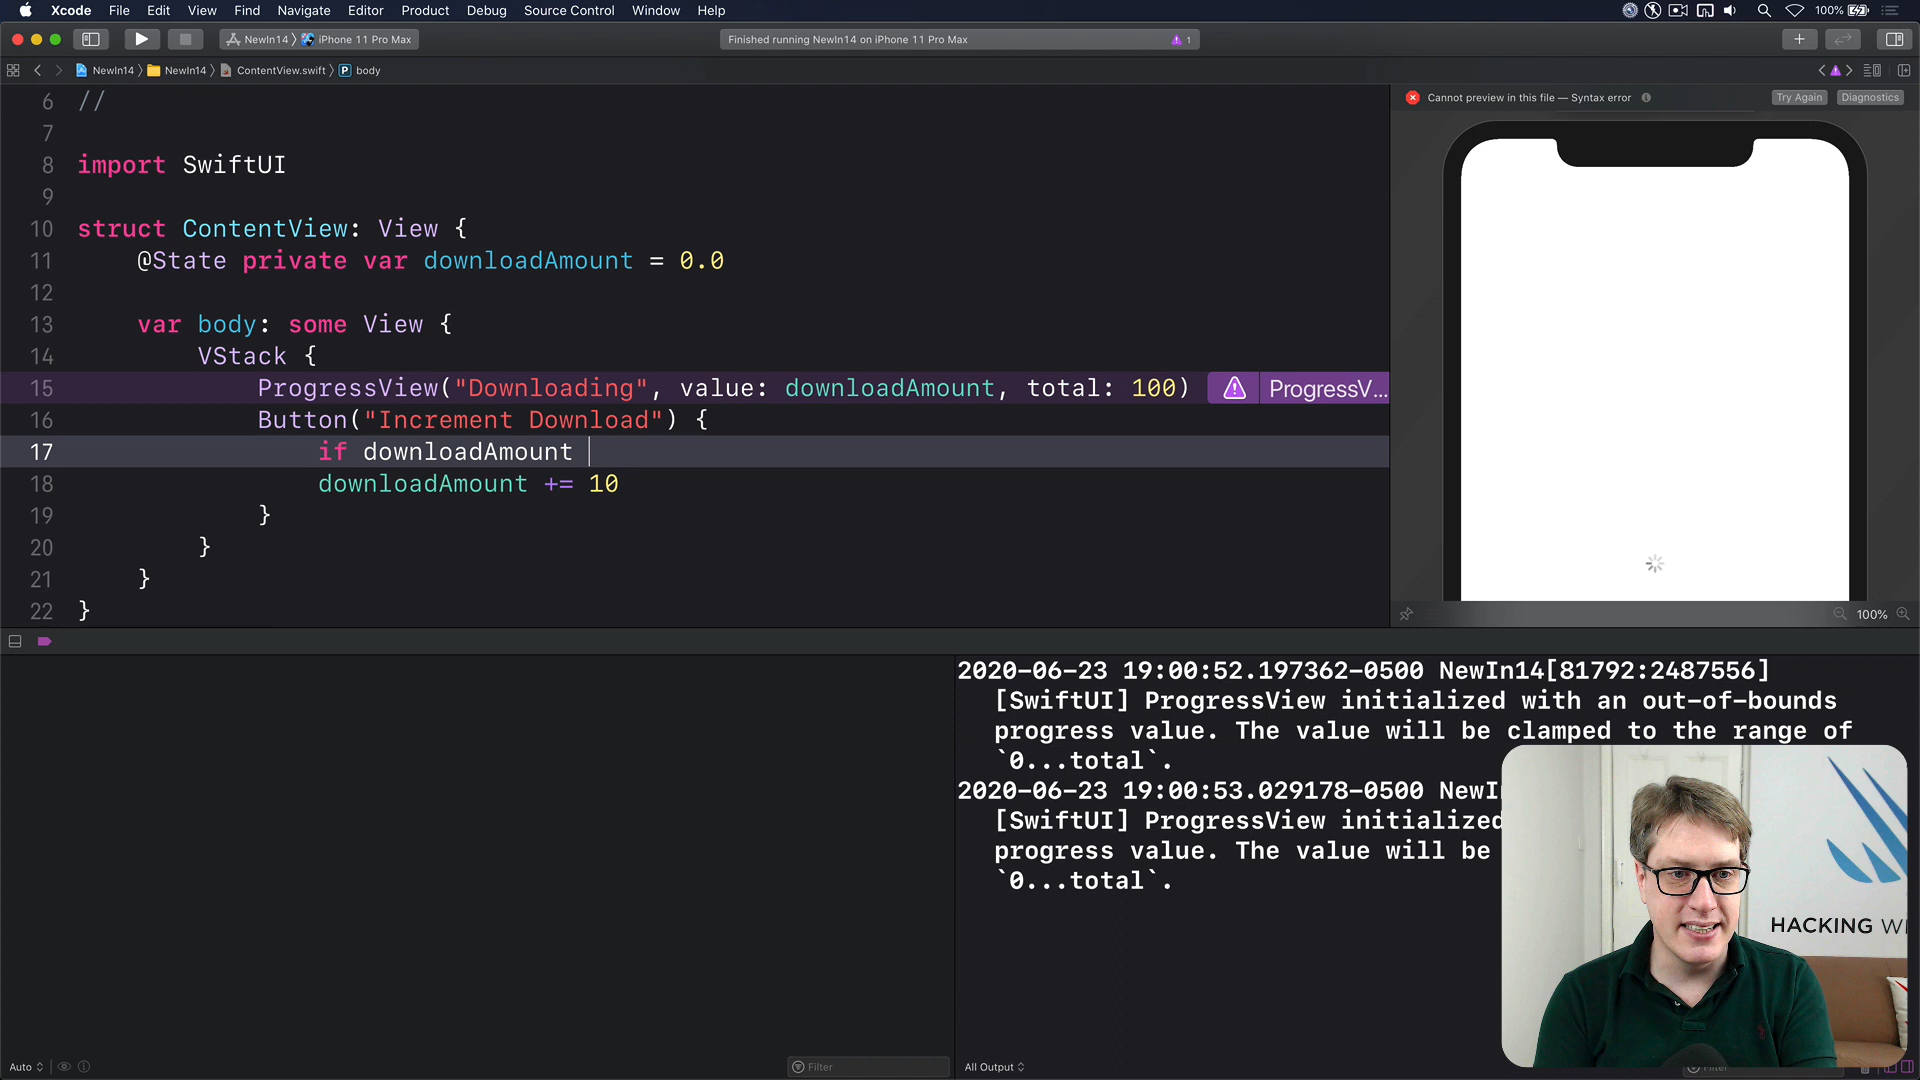 Xcode File Edit View Find Navigate Editor Product Debug Source Control Window Help 100%
NewIn14 iPhone 11 Pro Max Finished running NewIn14 on iPhone 11 Pro Max 1
NewIn14 NewIn14 ContentView.swift P body
Cannot preview in this file — Syntax error Try Again Diagnostics
6 //
7
8 import SwiftUI
9
10 struct ContentView: View {
11 @State private var downloadAmount = 0.0
12
13 var body: some View {
14 VStack {
15 ProgressView("Downloading", value: downloadAmount, total: 100) ProgressV...
16 Button("Increment Download") {
17 if downloadAmount
18 downloadAmount += 10
19 }
20 }
21 }
22 }
100%
2020-06-23 19:00:52.197362-0500 NewIn14[81792:2487556]
[SwiftUI] ProgressView initialized with an out-of-bounds
progress value. The value will be clamped to the range of
`0...total`.
2020-06-23 19:00:53.029178-0500 NewIn
[SwiftUI] ProgressView initialized
progress value. The value will be
`0...total`.
HACKING WI
Auto Filter All Output Filter